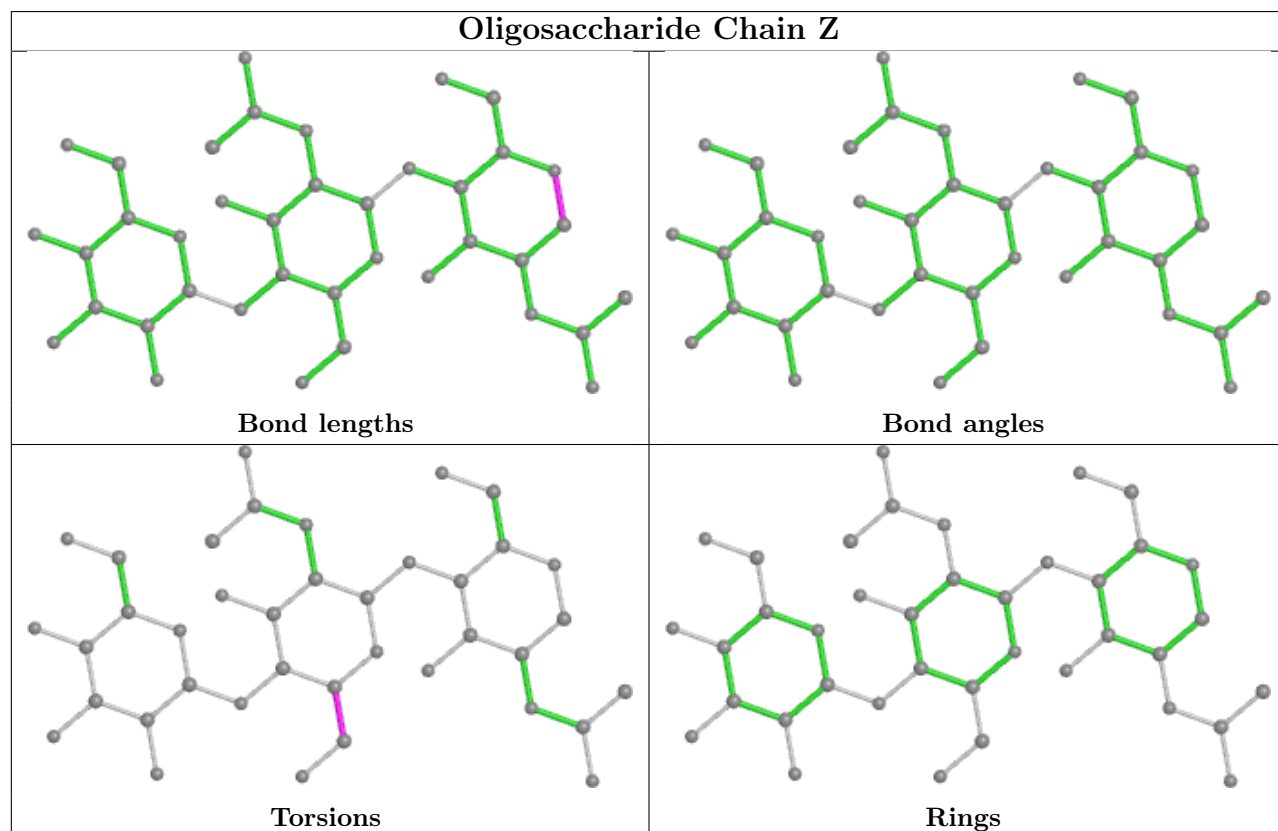 Oligosaccharide Chain Z
Bond lengths
Bond angles
Torsions
Rings